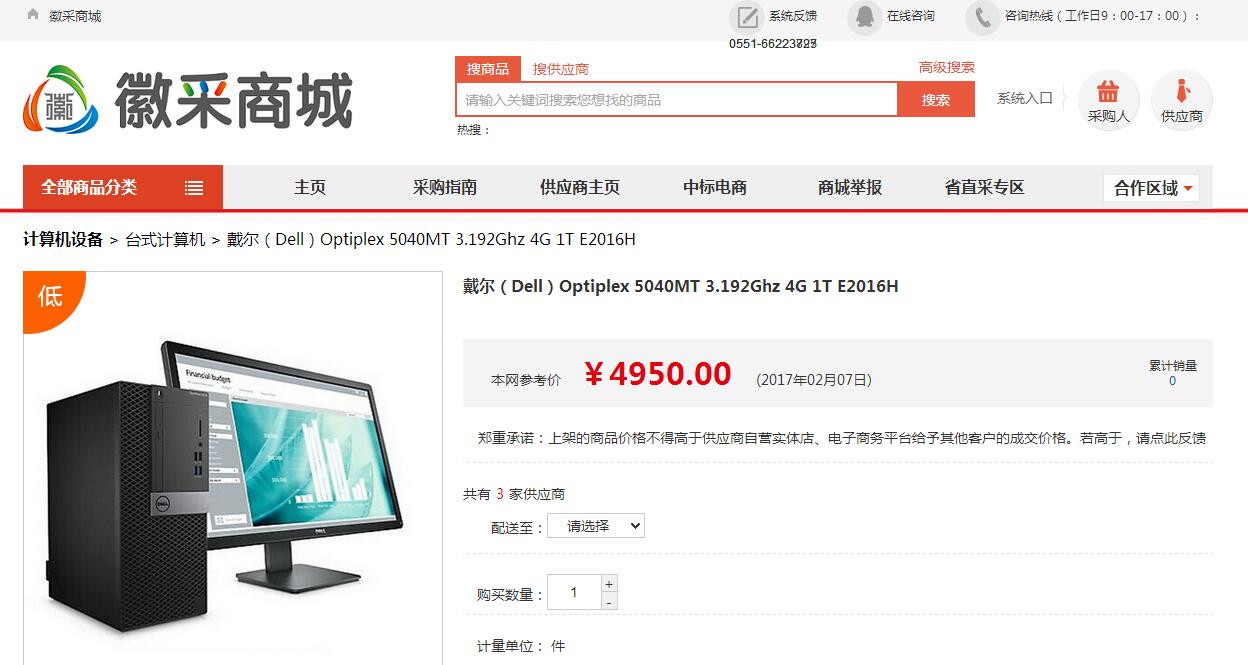 徽采商城
系统反馈
在线咨询
咨询热线（工作日9：00-17：00）：
徽
徽采商城
搜商品 搜供应商
高级搜索
请输入关键词搜索您想找的商品
搜索
热搜：
系统入口
采购人
供应商
全部商品分类
主页 采购指南 供应商主页 中标电商 商城举报 省直采专区
合作区域
计算机设备 > 台式计算机 > 戴尔（Dell）Optiplex 5040MT 3.192Ghz 4G 1T E2016H
低
Financial budget
DELL
DELL
戴尔（Dell）Optiplex 5040MT 3.192Ghz 4G 1T E2016H
本网参考价 ￥4950.00 (2017年02月07日)
累计销量
0
郑重承诺：上架的商品价格不得高于供应商自营实体店、电子商务平台给予其他客户的成交价格。若高于，请点此反馈
共有 3 家供应商
配送至： 请选择
购买数量： 1 + -
计量单位： 件